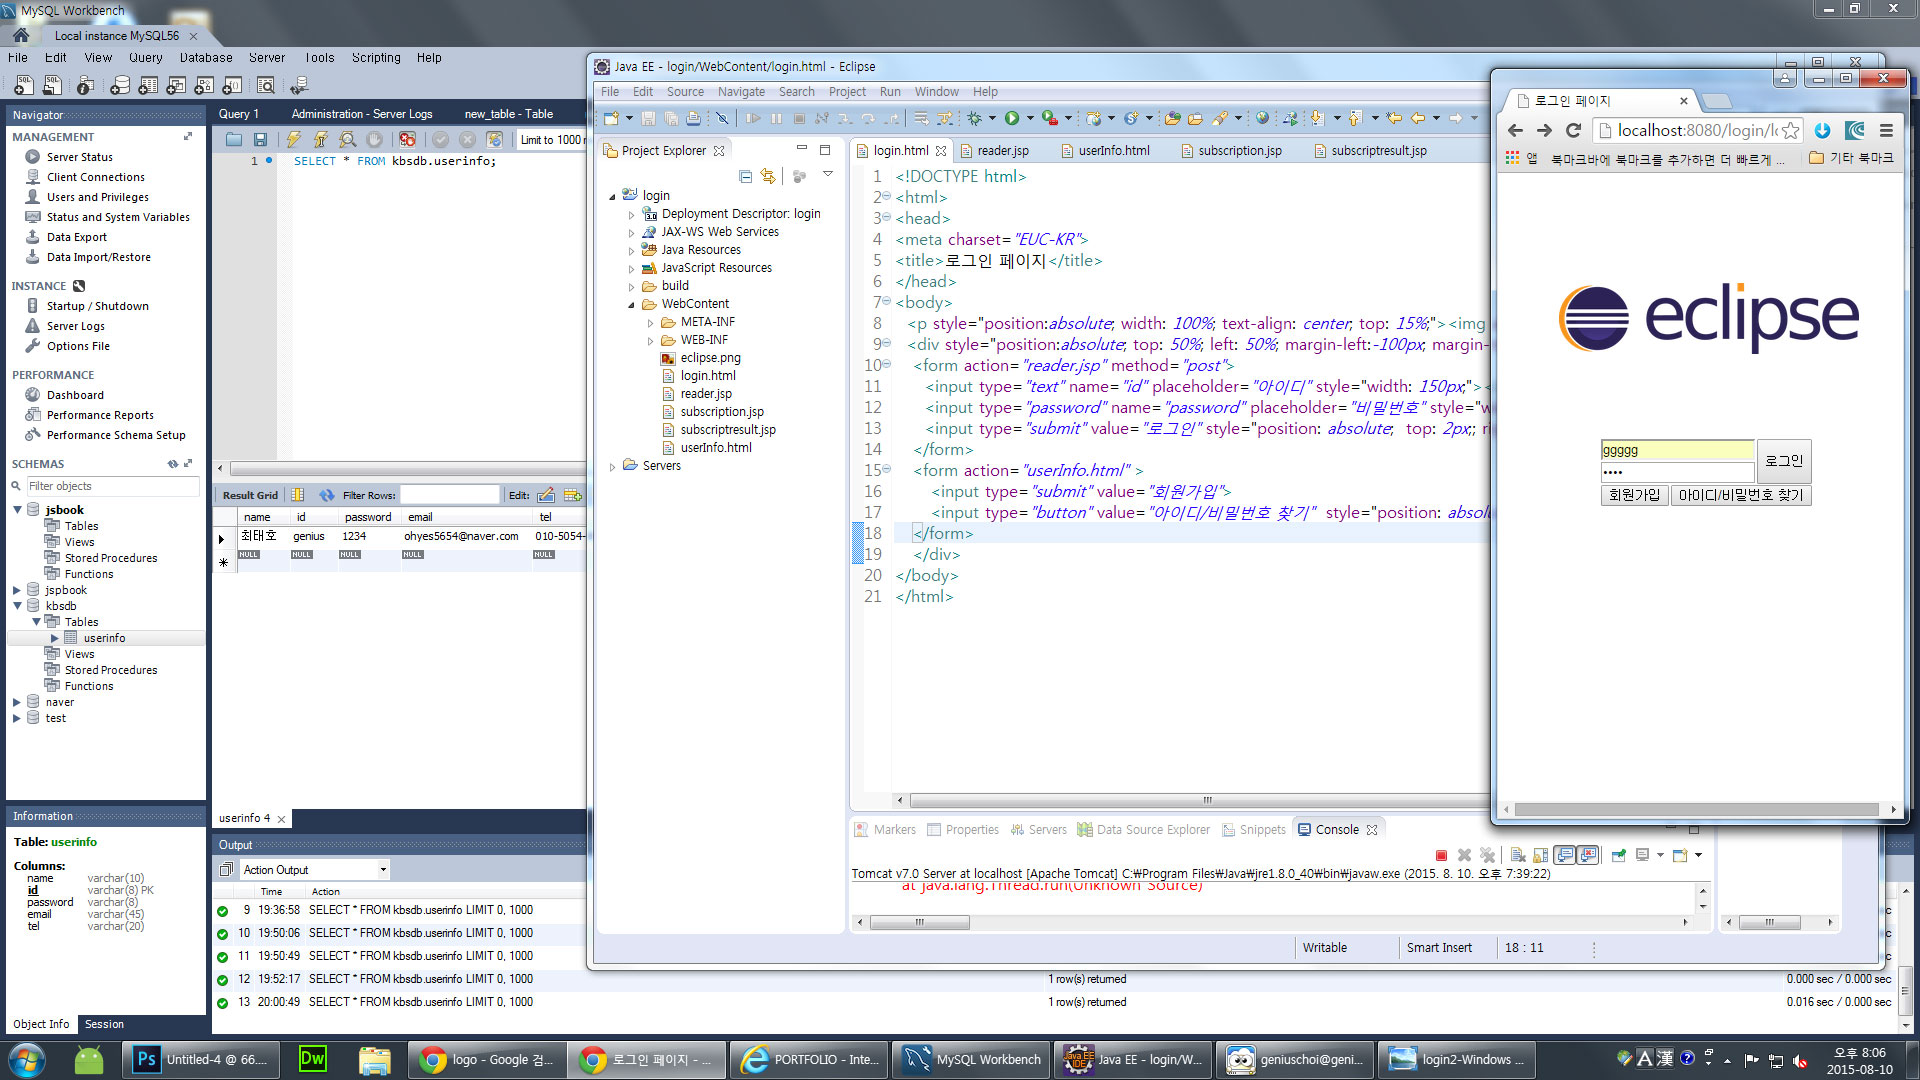 MySQL Workbench
Local instance MySQL56
File Edit View Query Database Server Tools Scripting Help
Navigator
MANAGEMENT
Server Status
Client Connections
Users and Privileges
Status and System Variables
Data Export
Data Import/Restore
INSTANCE
Startup / Shutdown
Server Logs
Options File
PERFORMANCE
Dashboard
Performance Reports
Performance Schema Setup
SCHEMAS
Filter objects
jsbook
Tables
Views
Stored Procedures
Functions
jspbook
kbsdb
Tables
userinfo
Views
Stored Procedures
Functions
naver
test
Information
Table: userinfo
Columns:
name varchar(10)
id varchar(8) PK
password varchar(8)
email varchar(45)
tel varchar(20)
Object Info Session
Query 1 Administration - Server Logs new_table - Table
Limit to 1000
1 SELECT * FROM kbsdb.userinfo;
Result Grid Filter Rows: Edit:
name id password email tel
최태호 genius 1234 ohyes5654@naver.com 010-5054-
NULL NULL NULL NULL NULL
userinfo 4
Output
Action Output
Time Action
9 19:36:58 SELECT * FROM kbsdb.userinfo LIMIT 0, 1000
10 19:50:06 SELECT * FROM kbsdb.userinfo LIMIT 0, 1000
11 19:50:49 SELECT * FROM kbsdb.userinfo LIMIT 0, 1000
12 19:52:17 SELECT * FROM kbsdb.userinfo LIMIT 0, 1000 1 row(s) returned 0.000 sec / 0.000 sec
13 20:00:49 SELECT * FROM kbsdb.userinfo LIMIT 0, 1000 1 row(s) returned 0.016 sec / 0.000 sec
Java EE - login/WebContent/login.html - Eclipse
File Edit Source Navigate Search Project Run Window Help
Project Explorer
login
Deployment Descriptor: login
JAX-WS Web Services
Java Resources
JavaScript Resources
build
WebContent
META-INF
WEB-INF
eclipse.png
login.html
reader.jsp
subscription.jsp
subscriptresult.jsp
userInfo.html
Servers
login.html reader.jsp userInfo.html subscription.jsp subscriptresult.jsp
1 <!DOCTYPE html>
2 <html>
3 <head>
4 <meta charset="EUC-KR">
5 <title>로그인 페이지</title>
6 </head>
7 <body>
8 <p style="position:absolute; width: 100%; text-align: center; top: 15%;"><img
9 <div style="position:absolute; top: 50%; left: 50%; margin-left:-100px; margin-
10 <form action="reader.jsp" method="post">
11 <input type="text" name="id" placeholder="아이디" style="width: 150px;"><
12 <input type="password" name="password" placeholder="비밀번호" style="w
13 <input type="submit" value="로그인" style="position: absolute; top: 2px;; r
14 </form>
15 <form action="userInfo.html" >
16 <input type="submit" value="회원가입">
17 <input type="button" value="아이디/비밀번호 찾기" style="position: absol
18 </form>
19 </div>
20 </body>
21 </html>
Markers Properties Servers Data Source Explorer Snippets Console
Tomcat v7.0 Server at localhost [Apache Tomcat] C:₩Program Files₩Java₩jre1.8.0_40₩bin₩javaw.exe (2015. 8. 10. 오후 7:39:22)
at java.lang.Thread.run(Unknown Source)
Writable Smart Insert 18 : 11
로그인 페이지
localhost:8080/login/lo
앱 북마크바에 북마크를 추가하면 더 빠르게 ... 기타 북마크
eclipse
ggggg
로그인
회원가입 아이디/비밀번호 찾기
Ps Untitled-4 @ 66.... Dw logo - Google 검... 로그인 페이지 - ... PORTFOLIO - Inte... MySQL Workbench Java EE - login/W... geniuschoi@geni... login2-Windows ...
A 漢
오후 8:06
2015-08-10